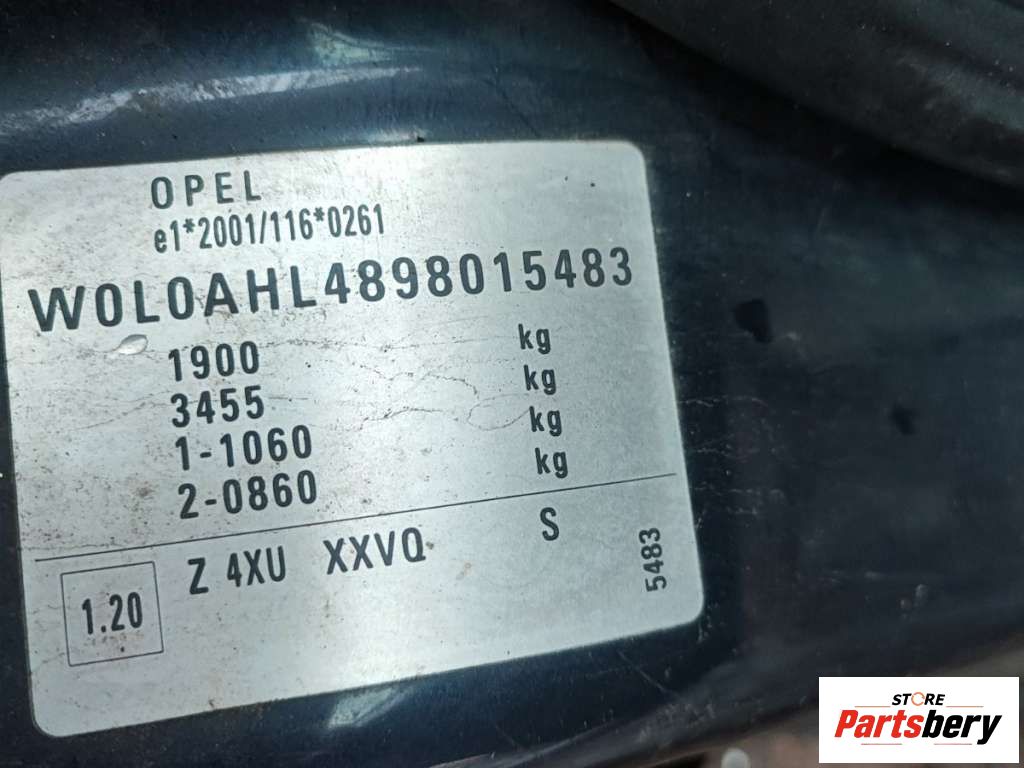 OPEL
e1*2001/116*0261
W0L0AHL4898015483
1900 kg
3455 kg
1-1060 kg
2-0860 kg
1.20 Z 4XU XXVQ S 5483
STORE
Partsbery